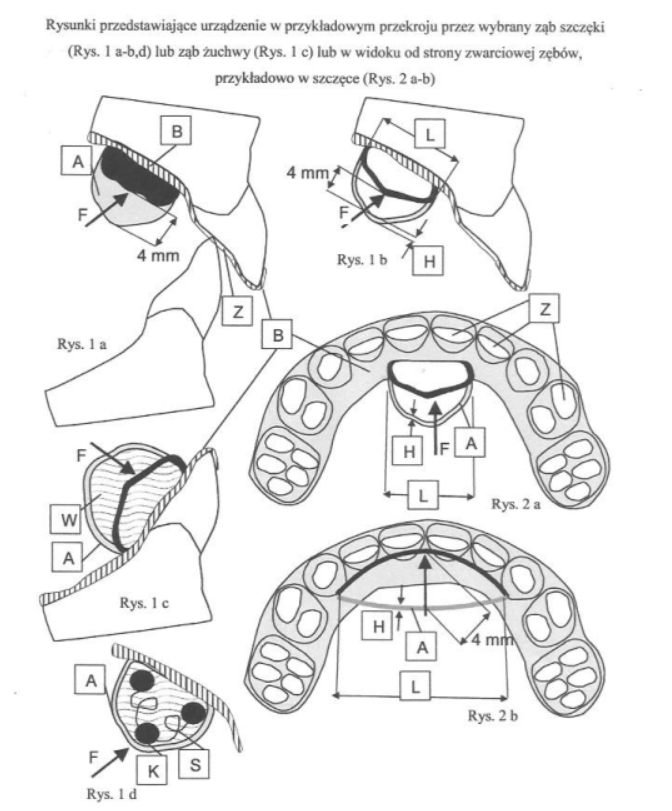 Rysunki przedstawiające urządzenie w przykładowym przekroju przez wybrany ząb szczęki
(Rys. 1 a-b,d) lub ząb żuchwy (Rys. 1 c) lub w widoku od strony zwarciowej zębów,
przykładowo w szczęce (Rys. 2 a-b)
B
A
F
4 mm
Z
Rys. 1 a
L
4 mm
F
Rys. 1 b
H
B
Z
H
F
A
L
Rys. 2 a
F
W
A
Rys. 1 c
H
A
4 mm
L
Rys. 2 b
A
F
K
S
Rys. 1 d